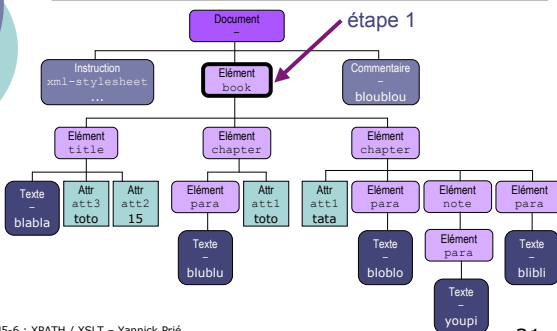 Document
–
étape 1
Instruction
xml-stylesheet
...
Elément
book
Commentaire
–
bloublou
Elément
title
Elément
chapter
Elément
chapter
Texte
–
blabla
Attr
att3
toto
Attr
att2
15
Elément
para
Attr
att1
toto
Attr
att1
tata
Elément
para
Elément
note
Elément
para
Texte
–
blublu
Texte
–
bloblo
Elément
para
Texte
–
blibli
Texte
–
youpi
XPATH / XSLT – Yannick Prié